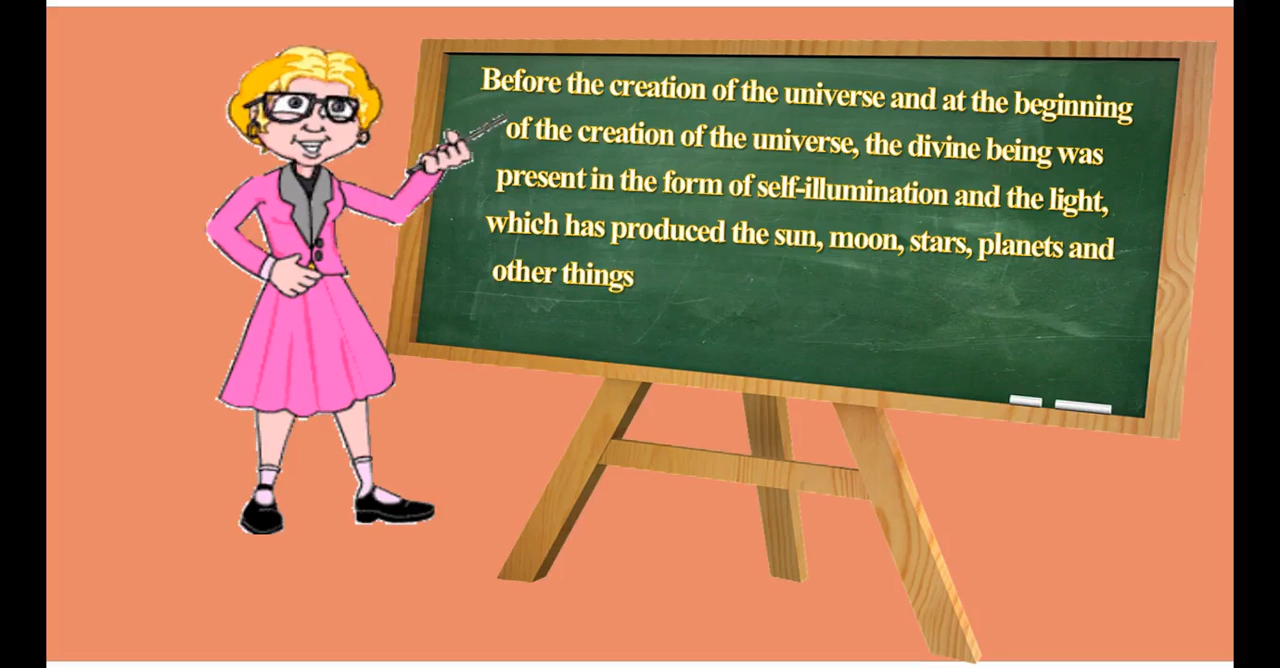 Before the creation of the universe and at the beginning
of the creation of the universe, the divine being was
present in the form of self-illumination and the light,
which has produced the sun, moon, stars, planets and
other things